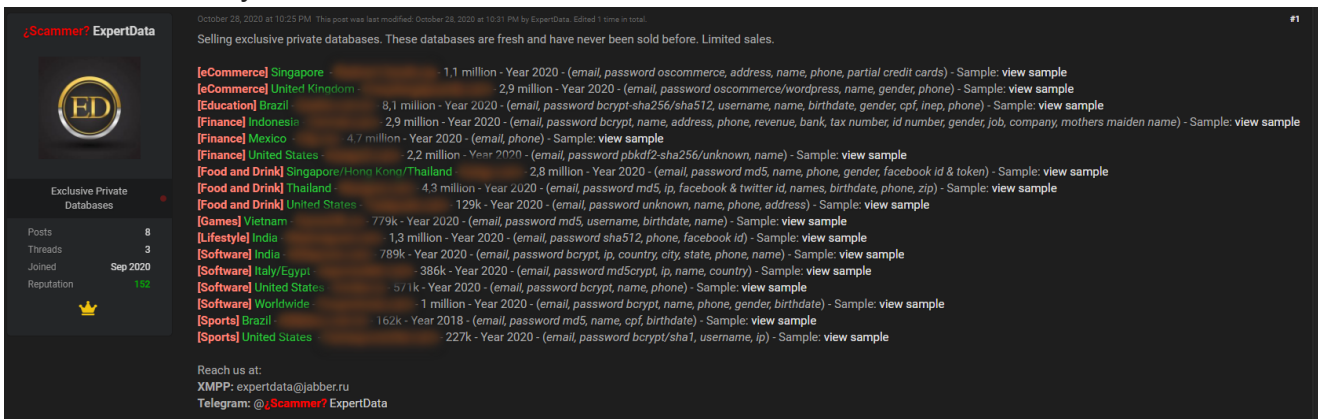 October 28, 2020 at 10:25 PM This post was last modified: October 28, 2020 at 10:31 PM by ExpertData. Edited 1 time in total.
#1
¿Scammer? ExpertData
ED
Exclusive Private
Databases
Posts 8
Threads 3
Joined Sep 2020
Reputation 152
Selling exclusive private databases. These databases are fresh and have never been sold before. Limited sales.
[eCommerce] Singapore - - 1,1 million - Year 2020 - (email, password oscommerce, address, name, phone, partial credit cards) - Sample: view sample
[eCommerce] United Kingdom - - 2,9 million - Year 2020 - (email, password oscommerce/wordpress, name, gender, phone) - Sample: view sample
[Education] Brazil - - 8,1 million - Year 2020 - (email, password bcrypt-sha256/sha512, username, name, birthdate, gender, cpf, inep, phone) - Sample: view sample
[Finance] Indonesia - - 2,9 million - Year 2020 - (email, password bcrypt, name, address, phone, revenue, bank, tax number, id number, gender, job, company, mothers maiden name) - Sample: view sample
[Finance] Mexico - - 4,7 million - Year 2020 - (email, phone) - Sample: view sample
[Finance] United States - - 2,2 million - Year 2020 - (email, password pbkdf2-sha256/unknown, name) - Sample: view sample
[Food and Drink] Singapore/Hong Kong/Thailand - - 2,8 million - Year 2020 - (email, password md5, name, phone, gender, facebook id & token) - Sample: view sample
[Food and Drink] Thailand - - 4,3 million - Year 2020 - (email, password md5, ip, facebook & twitter id, names, birthdate, phone, zip) - Sample: view sample
[Food and Drink] United States - - 129k - Year 2020 - (email, password unknown, name, phone, address) - Sample: view sample
[Games] Vietnam - - 779k - Year 2020 - (email, password md5, username, birthdate, name) - Sample: view sample
[Lifestyle] India - - 1,3 million - Year 2020 - (email, password sha512, phone, facebook id) - Sample: view sample
[Software] India - - 789k - Year 2020 - (email, password bcrypt, ip, country, city, state, phone, name) - Sample: view sample
[Software] Italy/Egypt - - 386k - Year 2020 - (email, password md5crypt, ip, name, country) - Sample: view sample
[Software] United States - - 571k - Year 2020 - (email, password bcrypt, name, phone) - Sample: view sample
[Software] Worldwide - - 1 million - Year 2020 - (email, password bcrypt, name, phone, gender, birthdate) - Sample: view sample
[Sports] Brazil - - 162k - Year 2018 - (email, password md5, name, cpf, birthdate) - Sample: view sample
[Sports] United States - - 227k - Year 2020 - (email, password bcrypt/sha1, username, ip) - Sample: view sample
Reach us at:
XMPP: expertdata@jabber.ru
Telegram: @¿Scammer? ExpertData